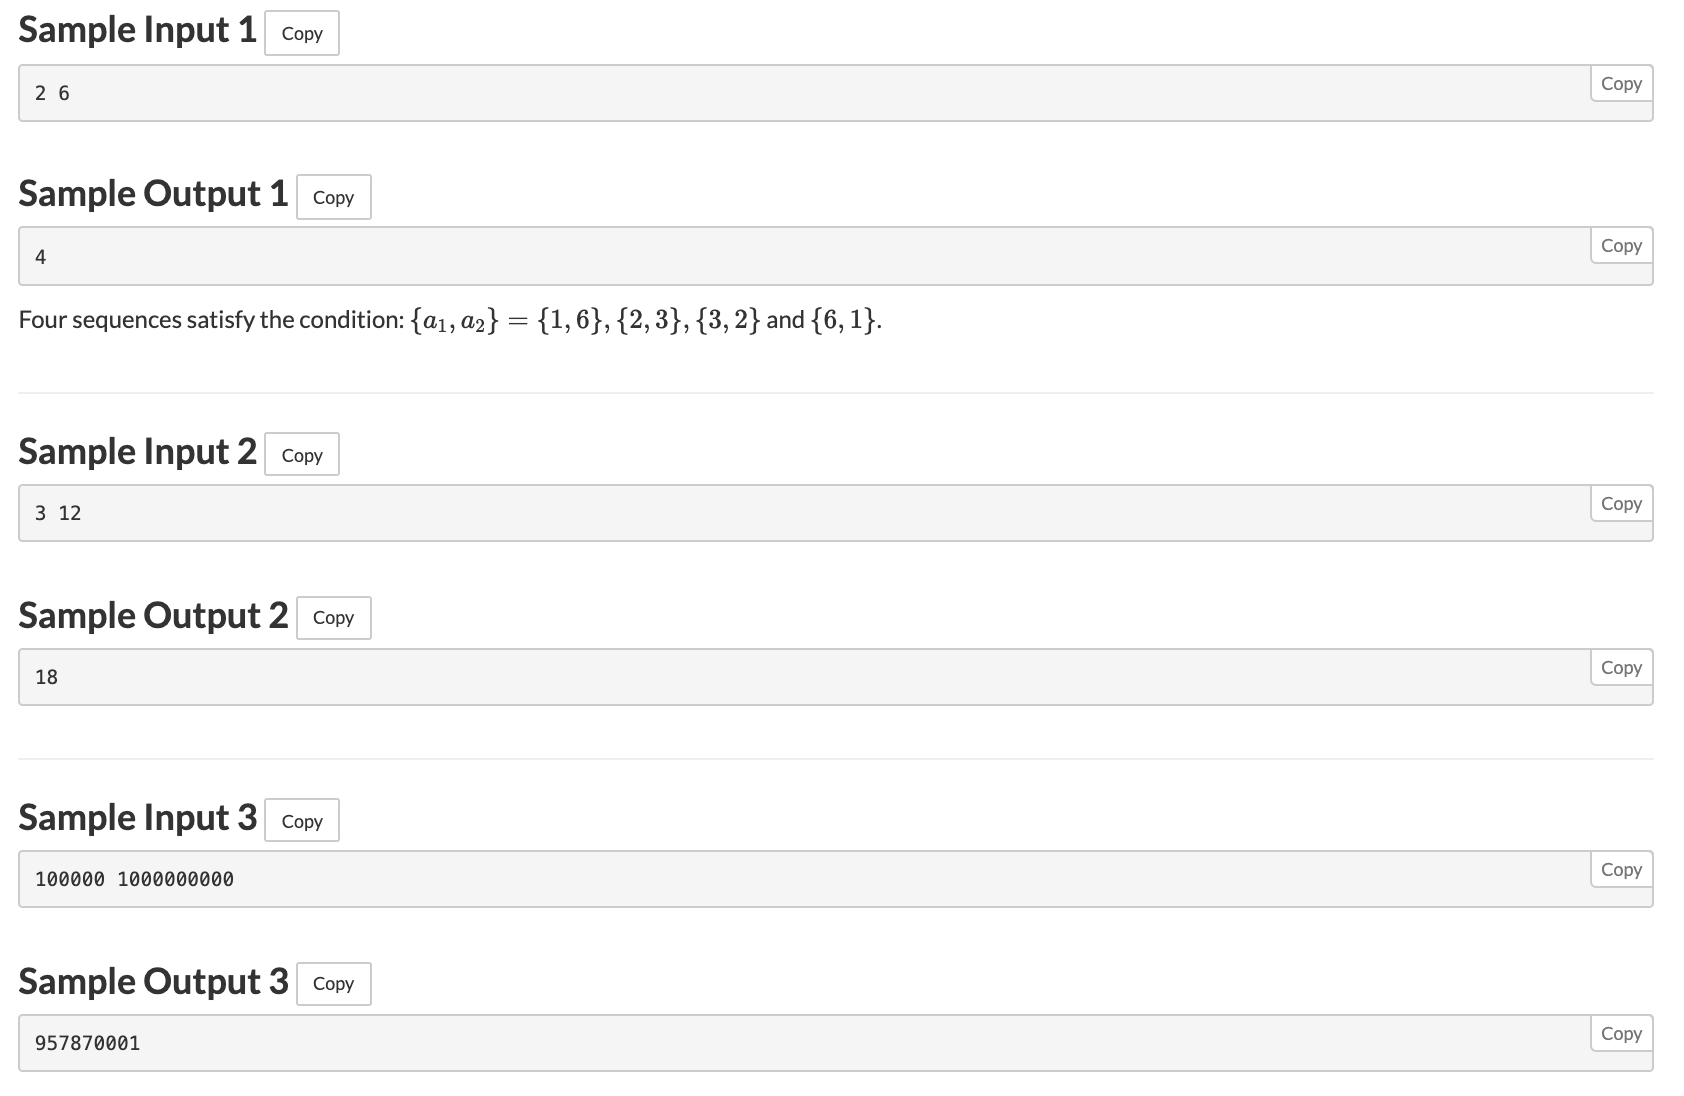 Sample Input 1 Copy
2 6 Copy
Sample Output 1 Copy
4 Copy
Four sequences satisfy the condition: {a₁, a₂} = {1, 6}, {2, 3}, {3, 2} and {6, 1}.
Sample Input 2 Copy
3 12 Copy
Sample Output 2 Copy
18 Copy
Sample Input 3 Copy
100000 1000000000 Copy
Sample Output 3 Copy
957870001 Copy